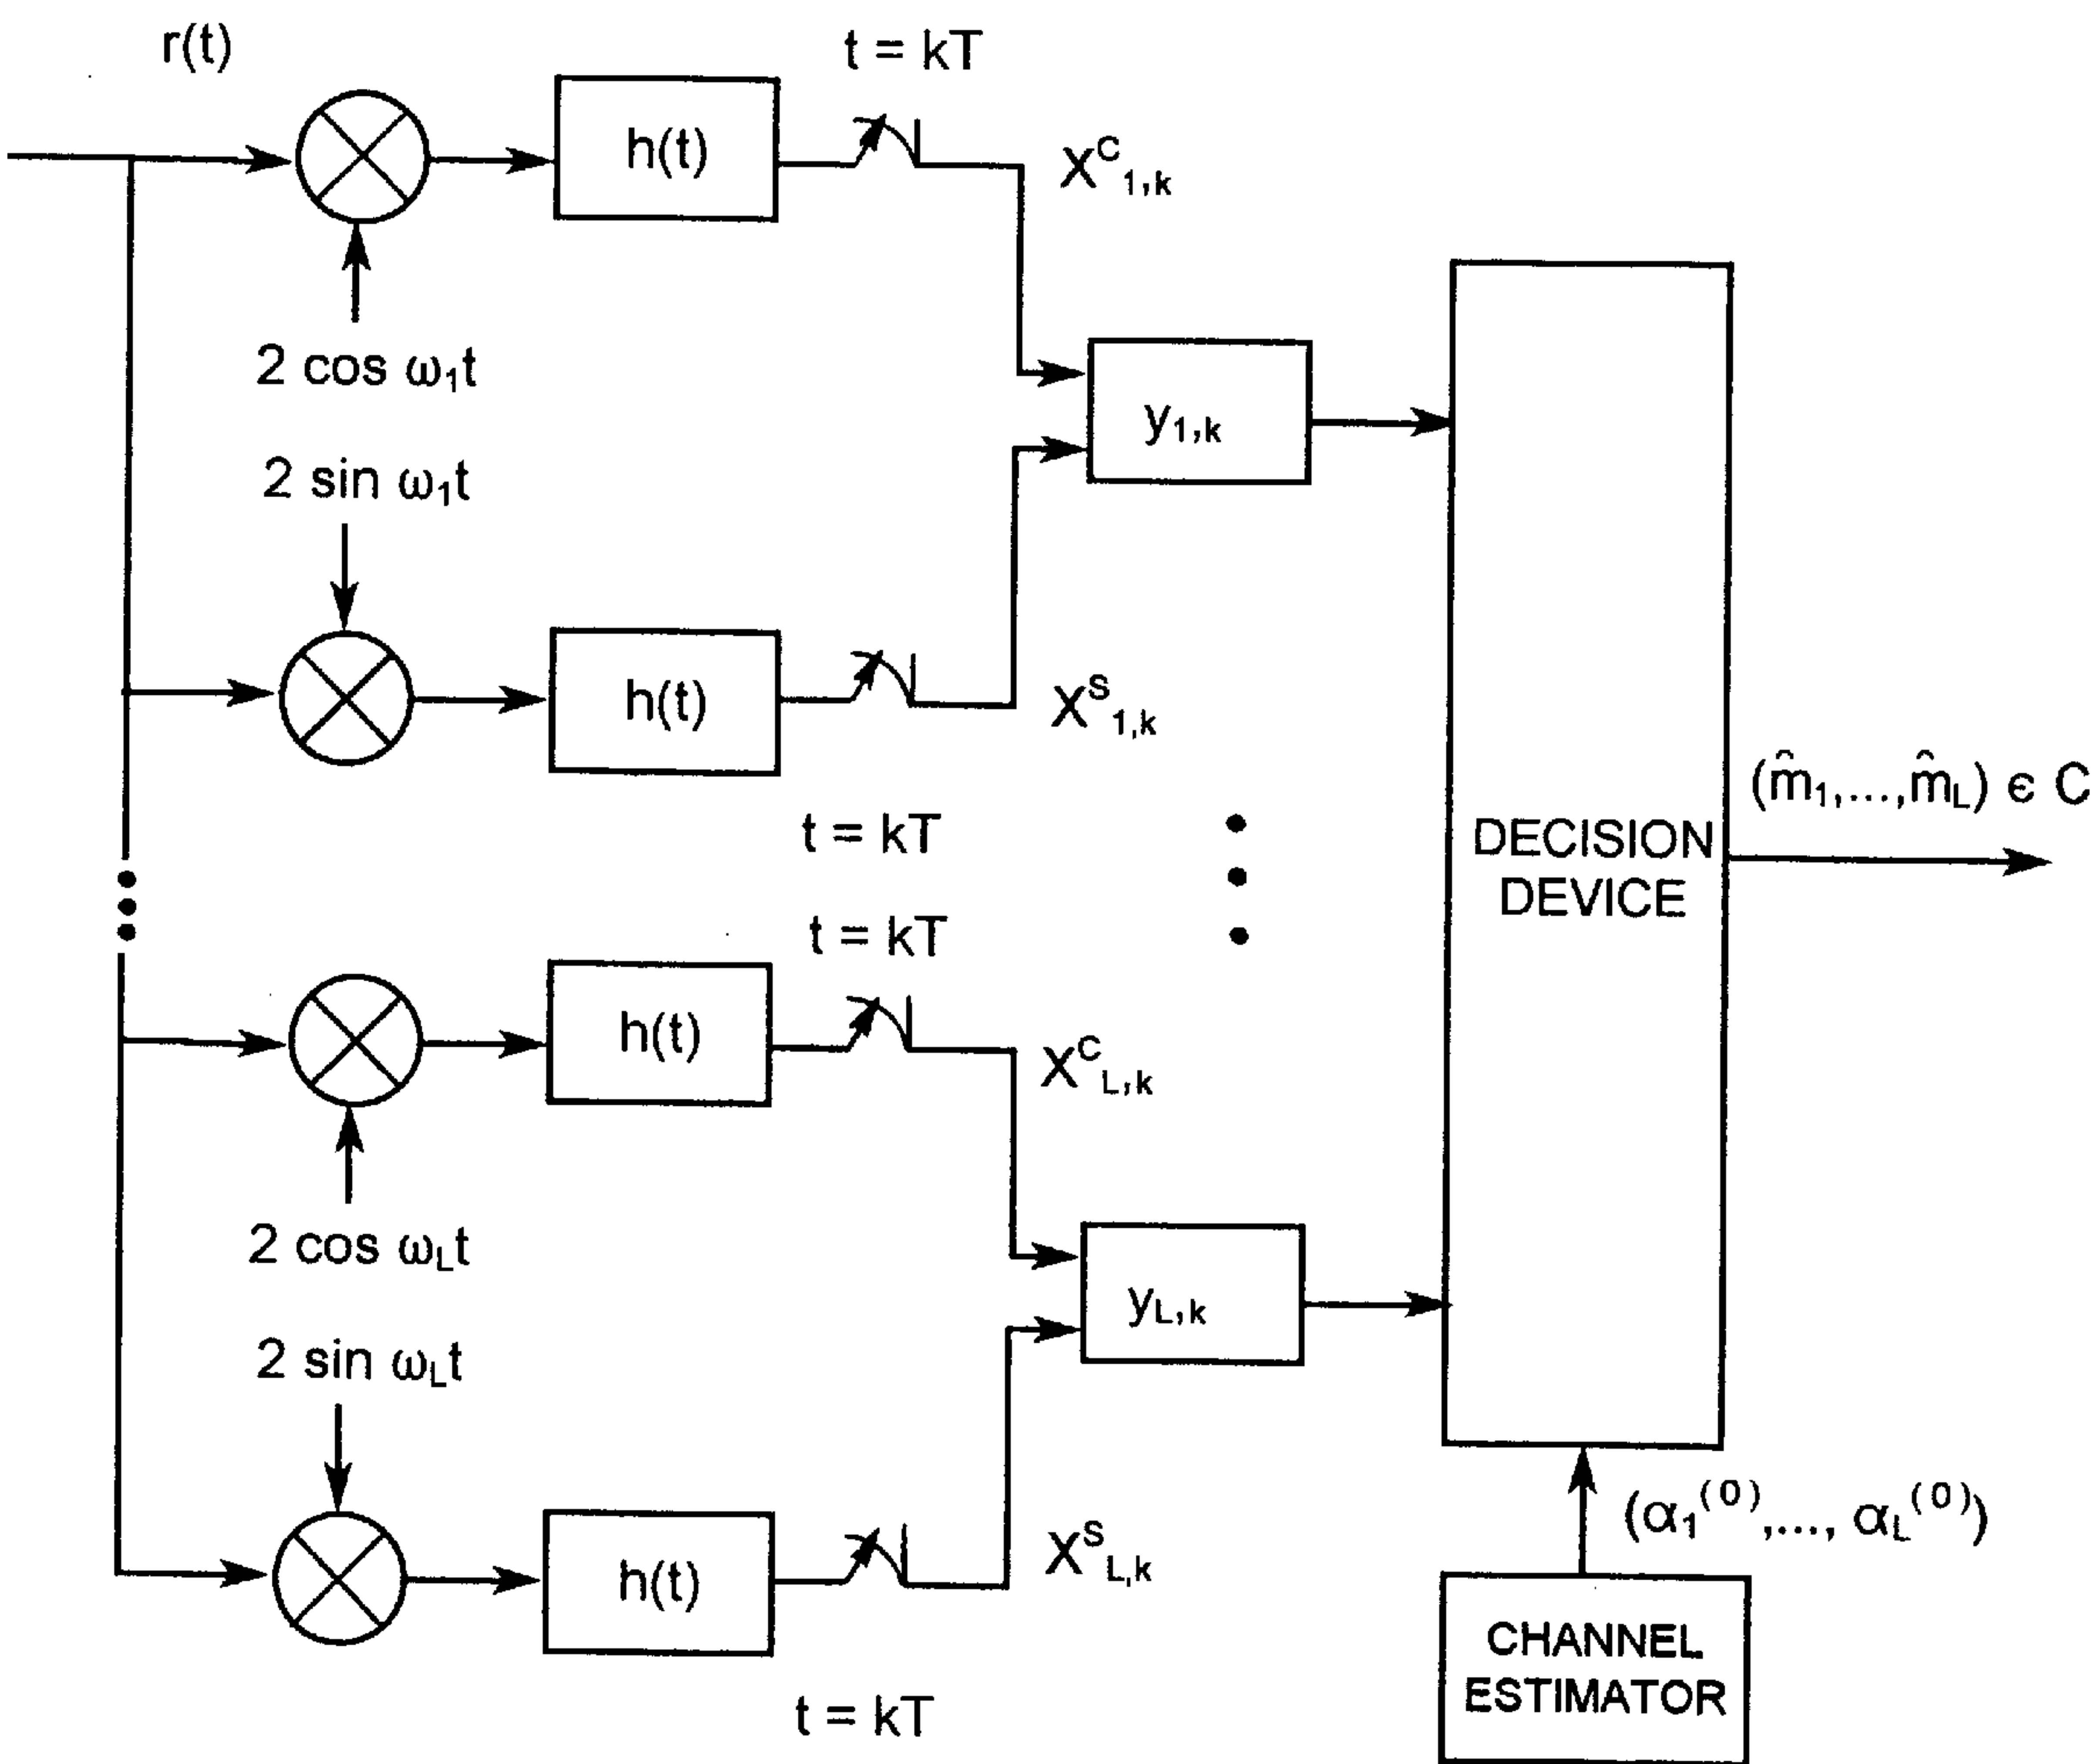 r(t)
t = kT
h(t)
X^C_1,k
2 cos ω₁t
y₁,k
2 sin ω₁t
h(t)
X^S_1,k
t = kT
(m̂₁,...,m̂_L) ϵ C
DECISION
DEVICE
t = kT
h(t)
X^C_L,k
2 cos ω_Lt
y_L,k
2 sin ω_Lt
h(t)
X^S_L,k
(α₁^(0),..., α_L^(0))
CHANNEL
ESTIMATOR
t = kT